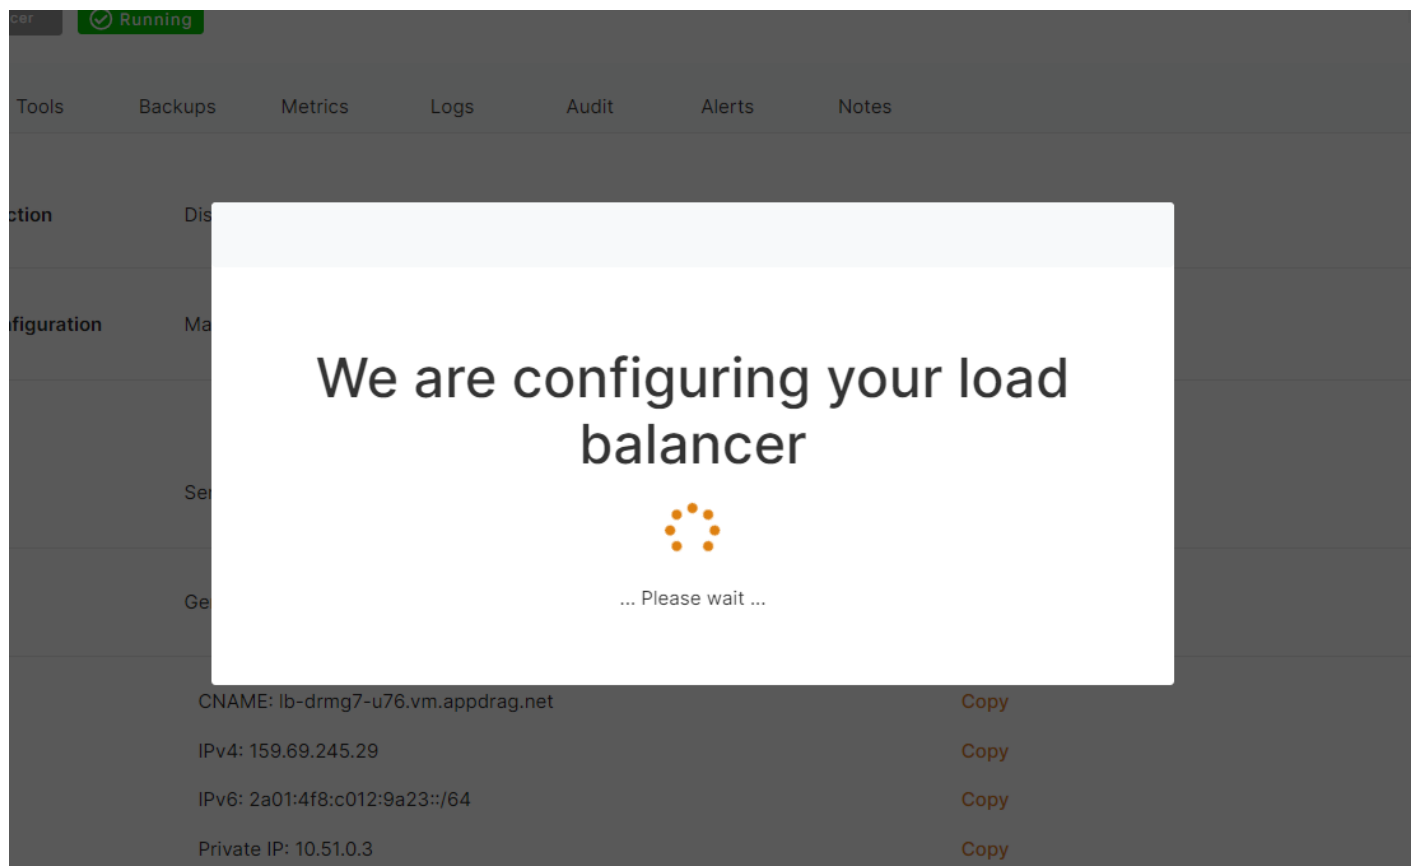 cer Running
Tools Backups Metrics Logs Audit Alerts Notes
ction Dis
figuration Ma
We are configuring your load
balancer
Ser
... Please wait ...
Ge
CNAME: lb-drmg7-u76.vm.appdrag.net Copy
IPv4: 159.69.245.29 Copy
IPv6: 2a01:4f8:c012:9a23::/64 Copy
Private IP: 10.51.0.3 Copy